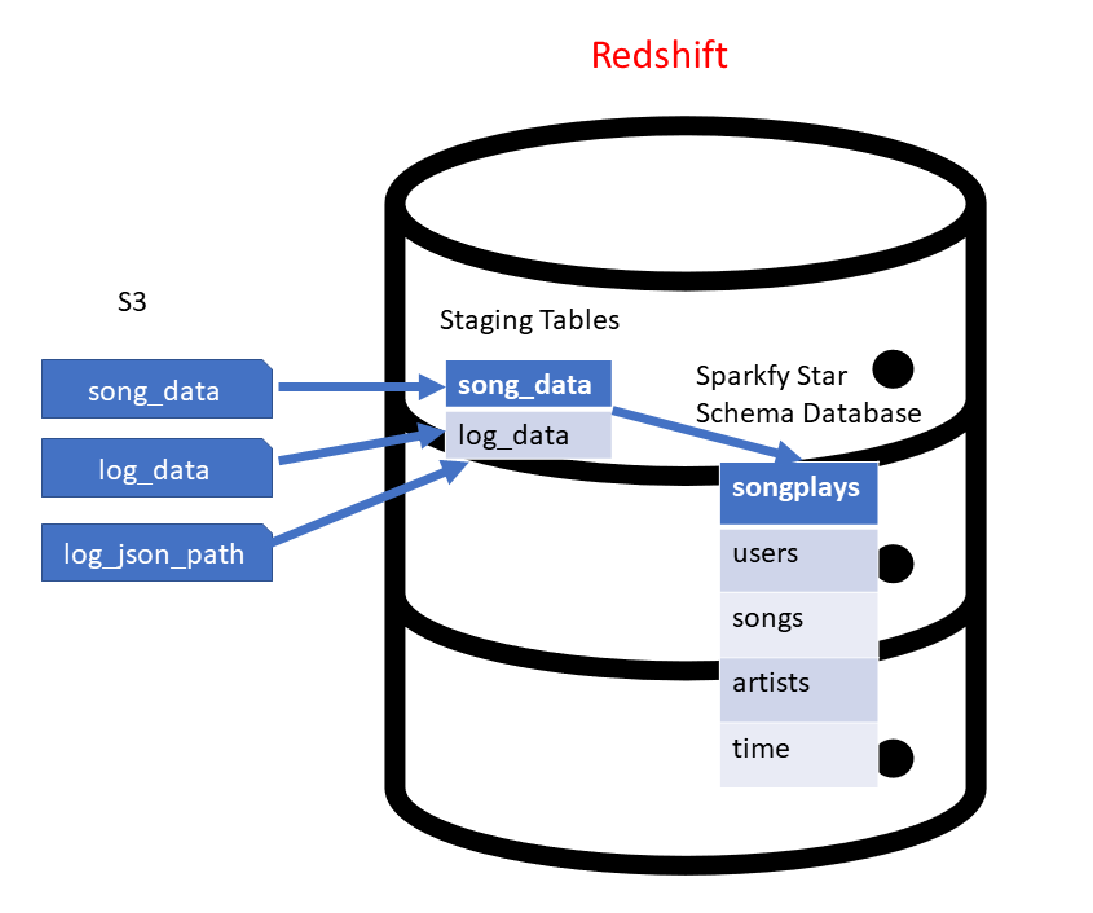 Redshift
S3
song_data
log_data
log_json_path
Staging Tables
song_data
log_data
Sparkfy Star
Schema Database
songplays
users
songs
artists
time